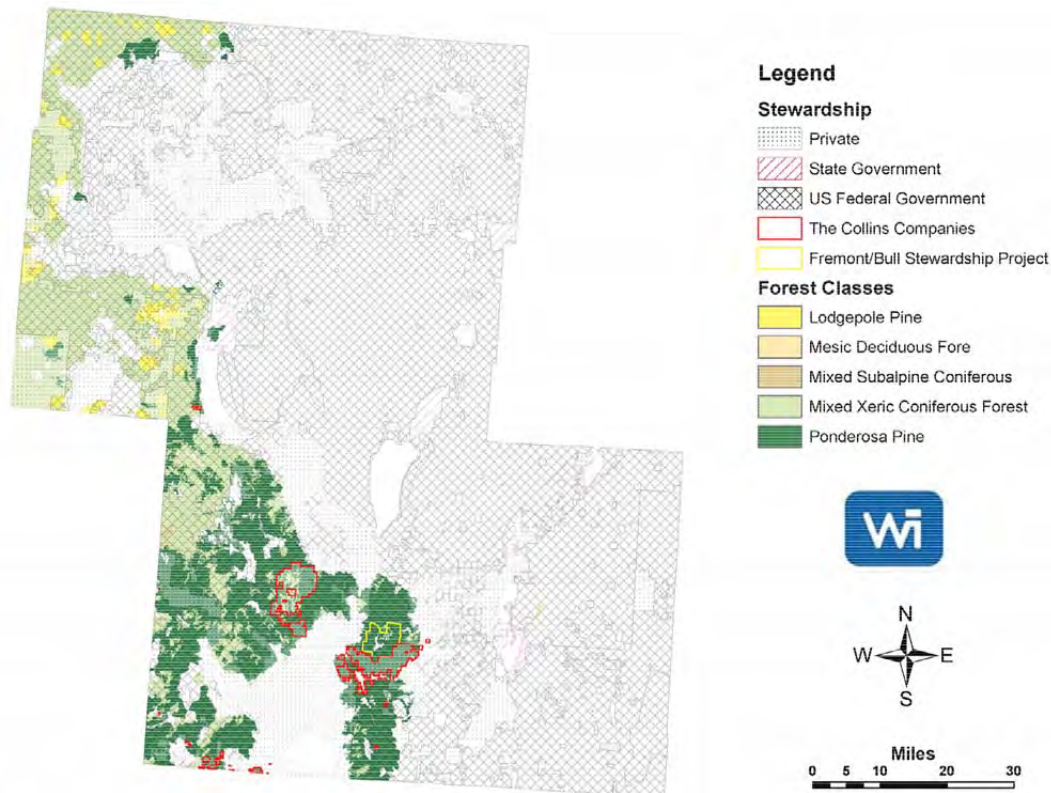 Legend
Stewardship
Private
State Government
US Federal Government
The Collins Companies
Fremont/Bull Stewardship Project
Forest Classes
Lodgepole Pine
Mesic Deciduous Fore
Mixed Subalpine Coniferous
Mixed Xeric Coniferous Forest
Ponderosa Pine
Wi
N
W E
S
Miles
0 5 10 20 30